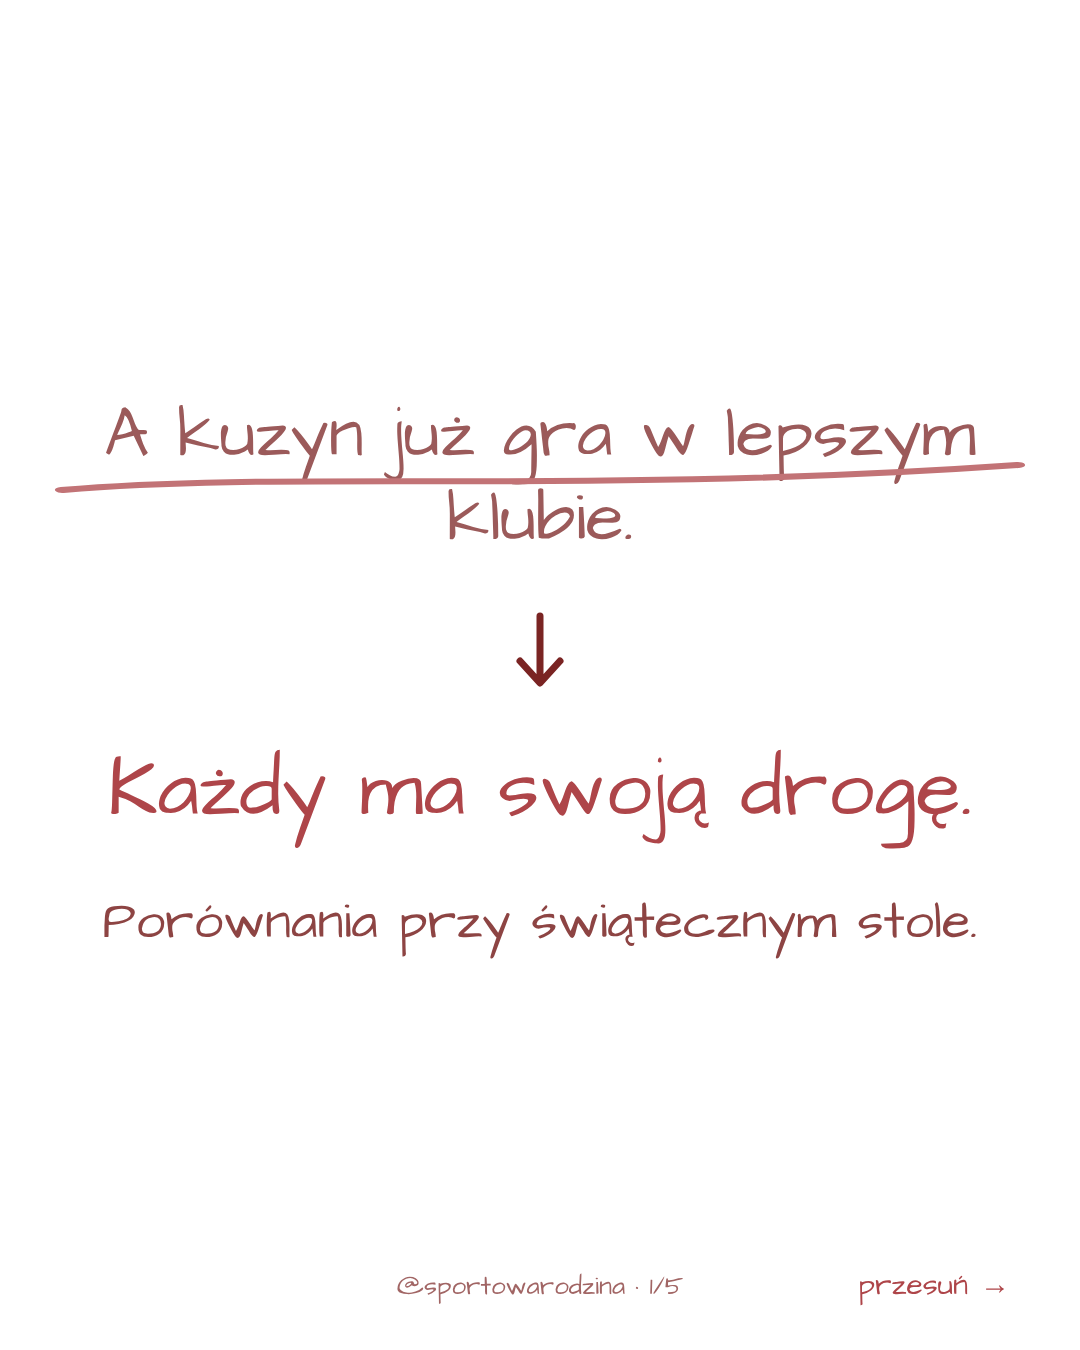 A kuzyn już gra w lepszym
klubie.
↓
Każdy ma swoją drogę.
Porównania przy świątecznym stole.
@sportowarodzina · 1/5
przesuń →